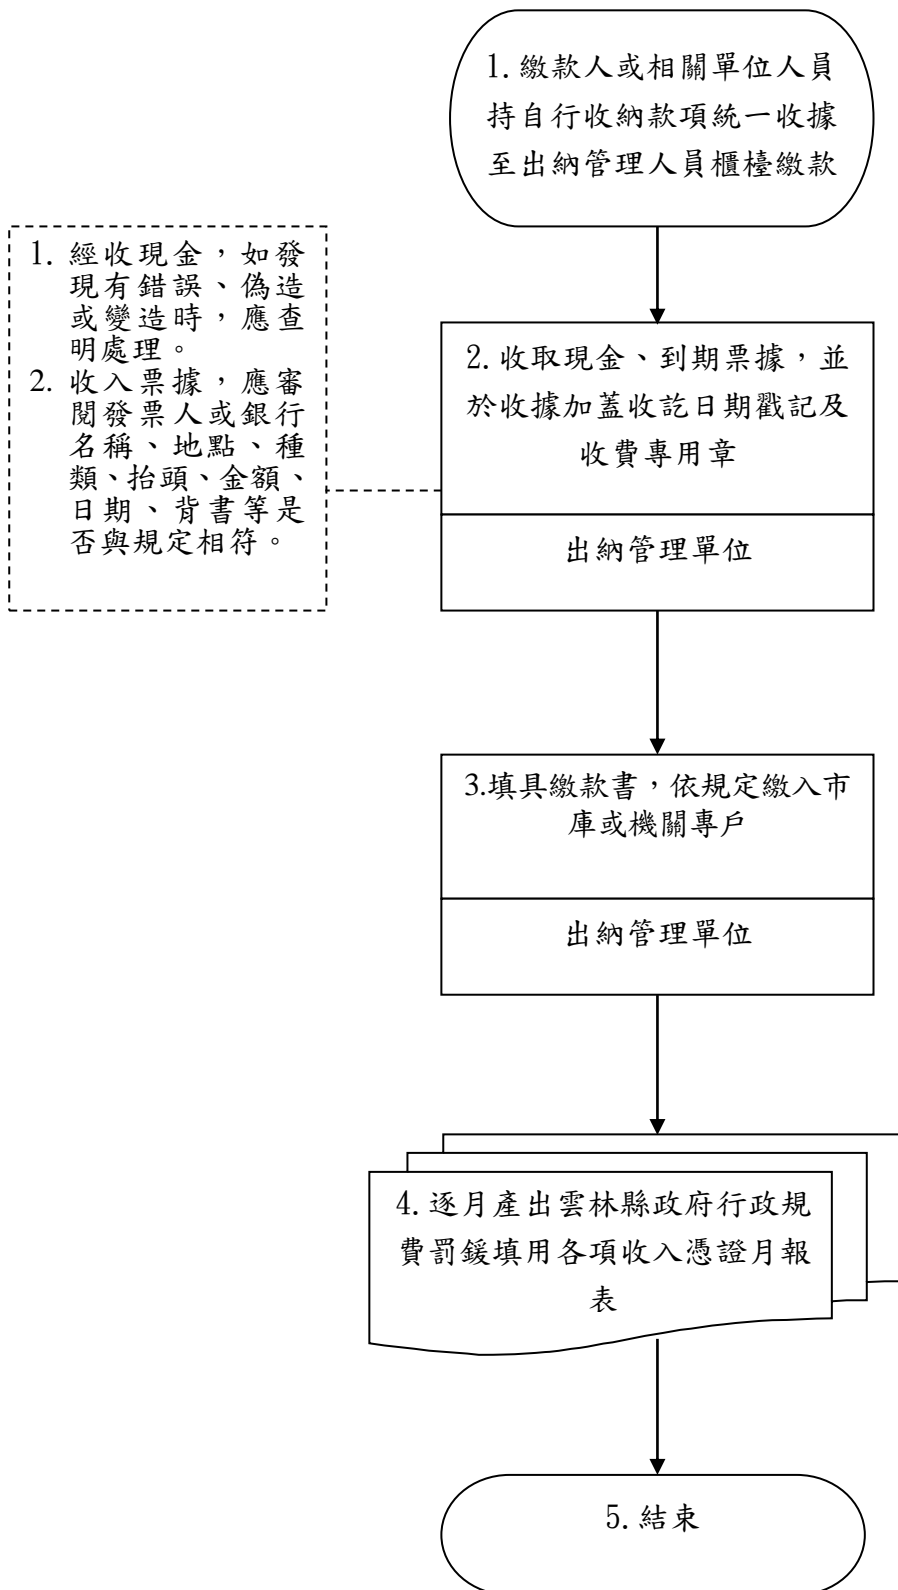 1. 繳款人或相關單位人員
持自行收納款項統一收據
至出納管理人員櫃檯繳款
1. 經收現金，如發
現有錯誤、偽造
或變造時，應查
明處理。
2. 收入票據，應審
閱發票人或銀行
名稱、地點、種
類、抬頭、金額、
日期、背書等是
否與規定相符。
2. 收取現金、到期票據，並
於收據加蓋收訖日期戳記及
收費專用章
出納管理單位
3.填具繳款書，依規定繳入市
庫或機關專戶
出納管理單位
4. 逐月產出雲林縣政府行政規
費罰鍰填用各項收入憑證月報
表
5. 結束